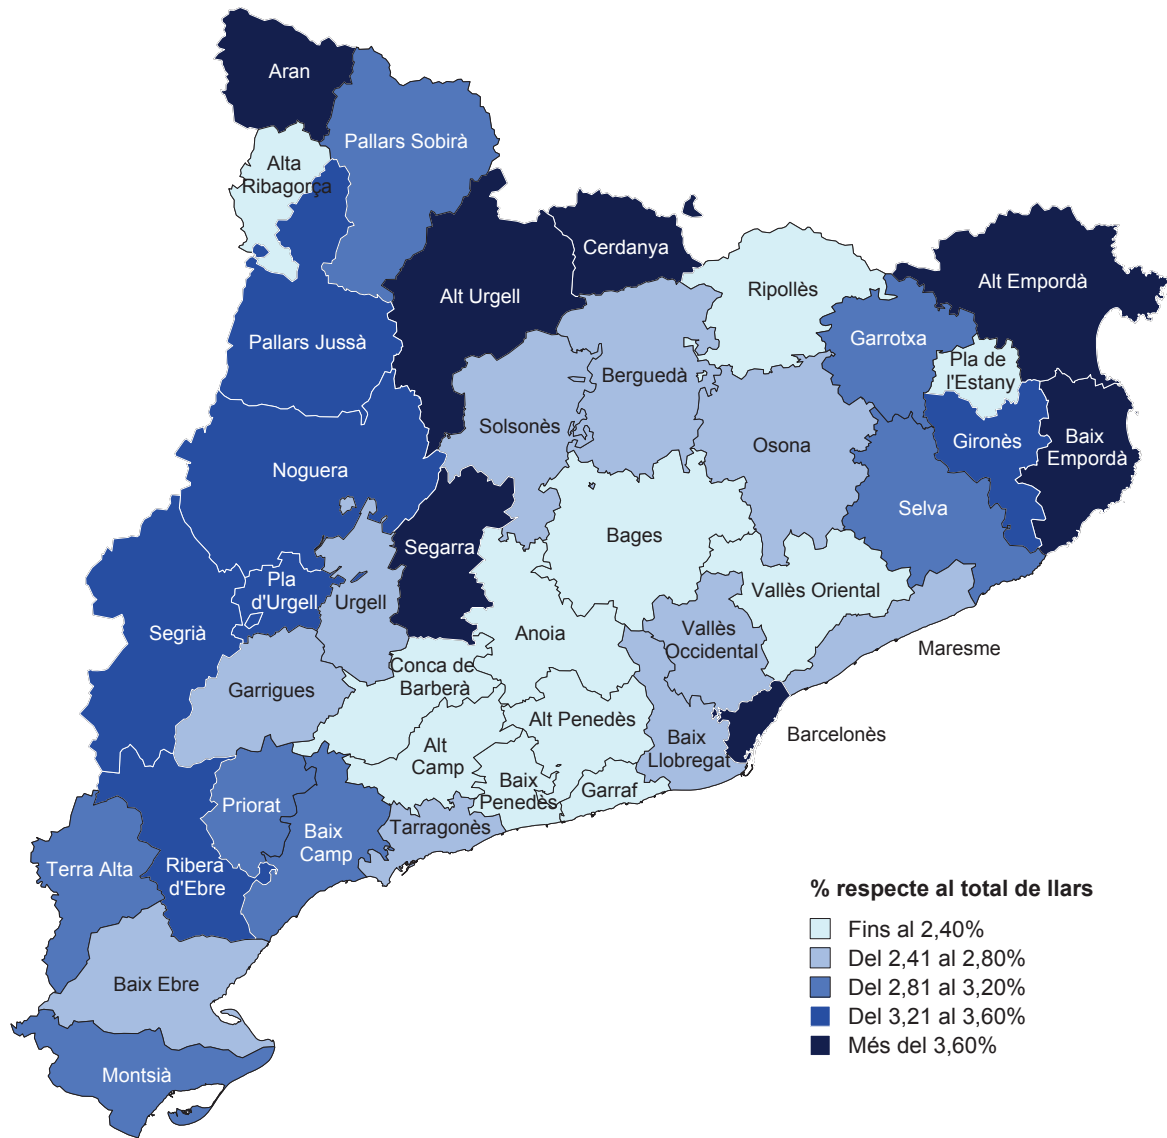 Aran
Pallars Sobirà
Alta
Ribagorça
Cerdanya
Alt Urgell
Ripollès
Alt Empordà
Pallars Jussà
Garrotxa
Pla de
l'Estany
Berguedà
Solsonès
Osona
Gironès
Baix
Empordà
Noguera
Selva
Segarra
Bages
Pla
d'Urgell
Urgell
Vallès Oriental
Segrià
Anoia
Vallès
Occidental
Maresme
Conca de
Barberà
Garrigues
Alt Penedès
Barcelonès
Baix
Llobregat
Alt
Camp
Baix
Penedès
Garraf
Priorat
Baix
Camp
Tarragonès
Terra Alta
Ribera
d'Ebre
Baix Ebre
Montsià
% respecte al total de llars
Fins al 2,40%
Del 2,41 al 2,80%
Del 2,81 al 3,20%
Del 3,21 al 3,60%
Més del 3,60%